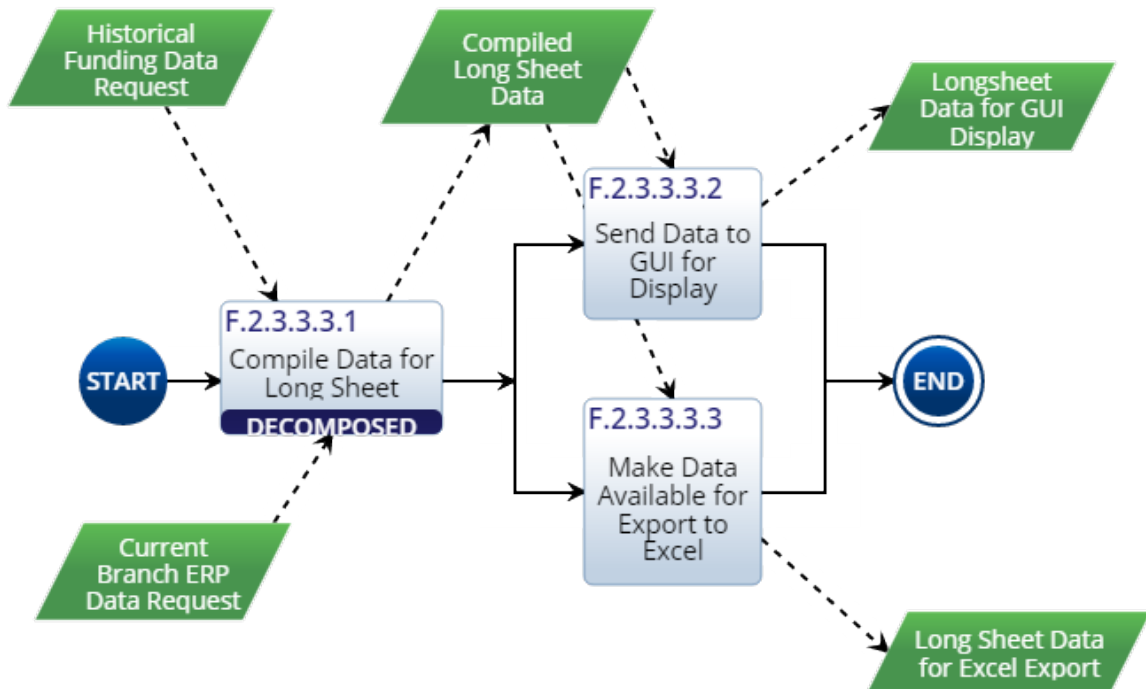 Historical
Funding Data
Request
Compiled
Long Sheet
Data
Longsheet
Data for GUI
Display
F.2.3.3.3.2
Send Data to
GUI for
Display
F.2.3.3.3.1
Compile Data for
Long Sheet
DECOMPOSED
START
END
F.2.3.3.3.3
Make Data
Available for
Export to
Excel
Current
Branch ERP
Data Request
Long Sheet Data
for Excel Export